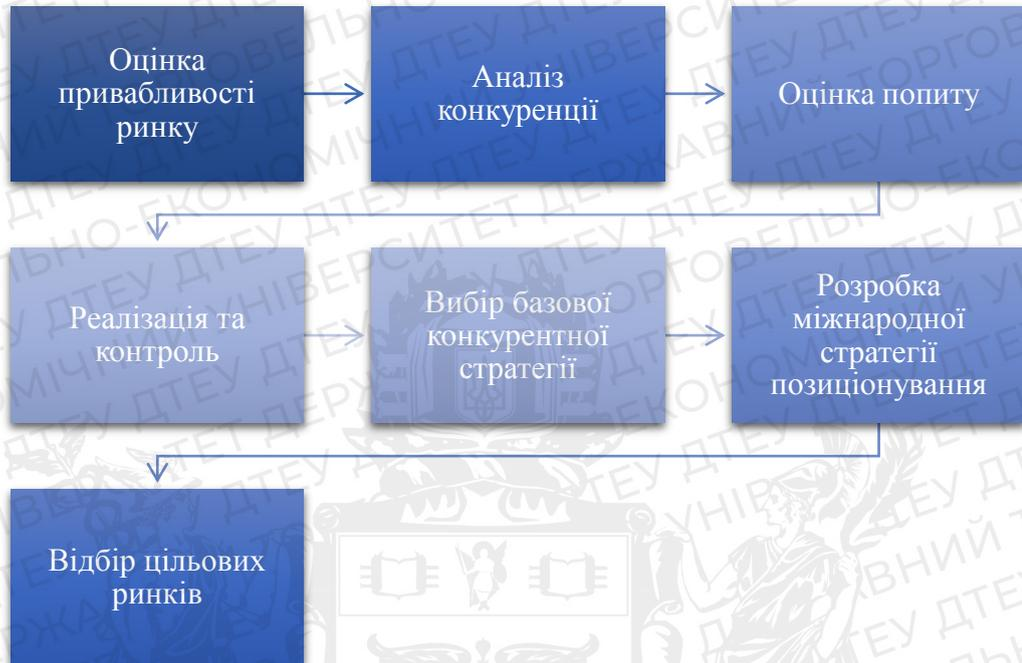 Оцінка
привабливості
ринку
Аналіз
конкуренції
Оцінка попиту
Реалізація та
контроль
Вибір базової
конкурентної
стратегії
Розробка
міжнародної
стратегії
позиціонування
Відбір цільових
ринків